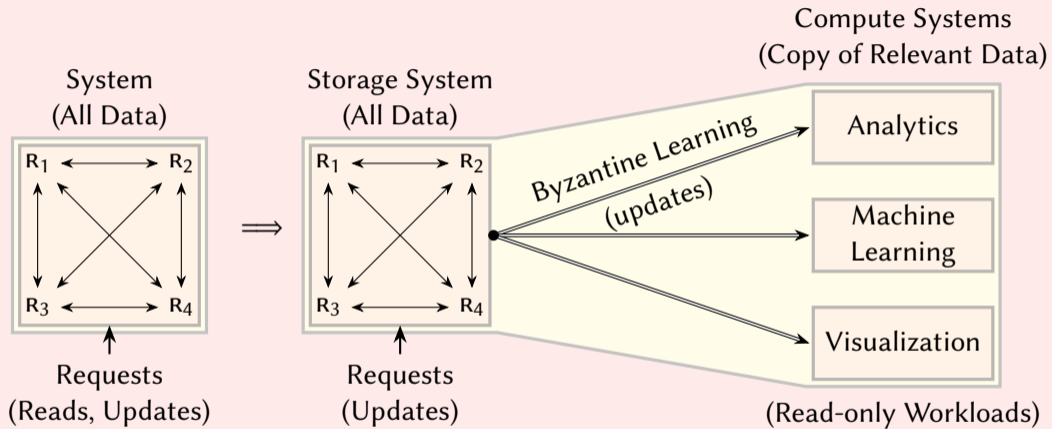 System
(All Data)
R1
R2
R3
R4
Requests
(Reads, Updates)
⟹
Storage System
(All Data)
R1
R2
R3
R4
Requests
(Updates)
Byzantine Learning
(updates)
Compute Systems
(Copy of Relevant Data)
Analytics
Machine
Learning
Visualization
(Read-only Workloads)